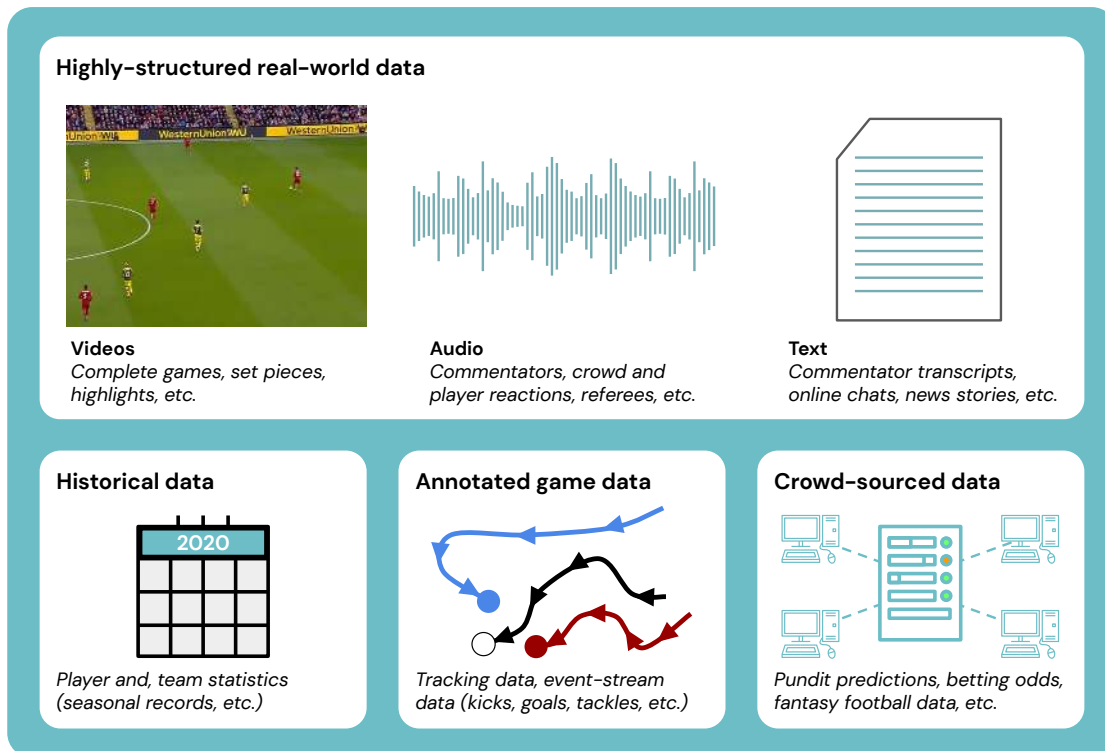 Highly-structured real-world data
WesternUnion WU
WesternUnion
Videos
Complete games, set pieces,
highlights, etc.
Audio
Commentators, crowd and
player reactions, referees, etc.
Text
Commentator transcripts,
online chats, news stories, etc.
Historical data
2020
Player and, team statistics
(seasonal records, etc.)
Annotated game data
Tracking data, event-stream
data (kicks, goals, tackles, etc.)
Crowd-sourced data
Pundit predictions, betting odds,
fantasy football data, etc.